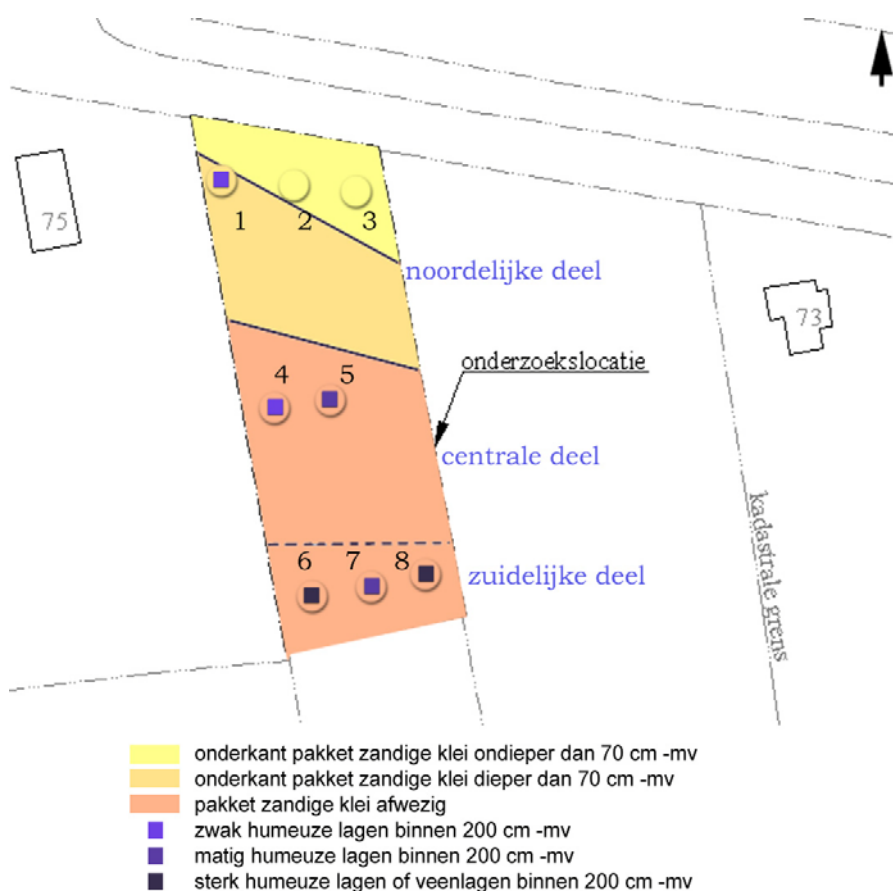 75
1
2
3
noordelijke deel
73
onderzoekslocatie
4
5
centrale deel
kadastrale grens
6
7
8
zuidelijke deel
onderkant pakket zandige klei ondieper dan 70 cm -mv
onderkant pakket zandige klei dieper dan 70 cm -mv
pakket zandige klei afwezig
zwak humeuze lagen binnen 200 cm -mv
matig humeuze lagen binnen 200 cm -mv
sterk humeuze lagen of veenlagen binnen 200 cm -mv